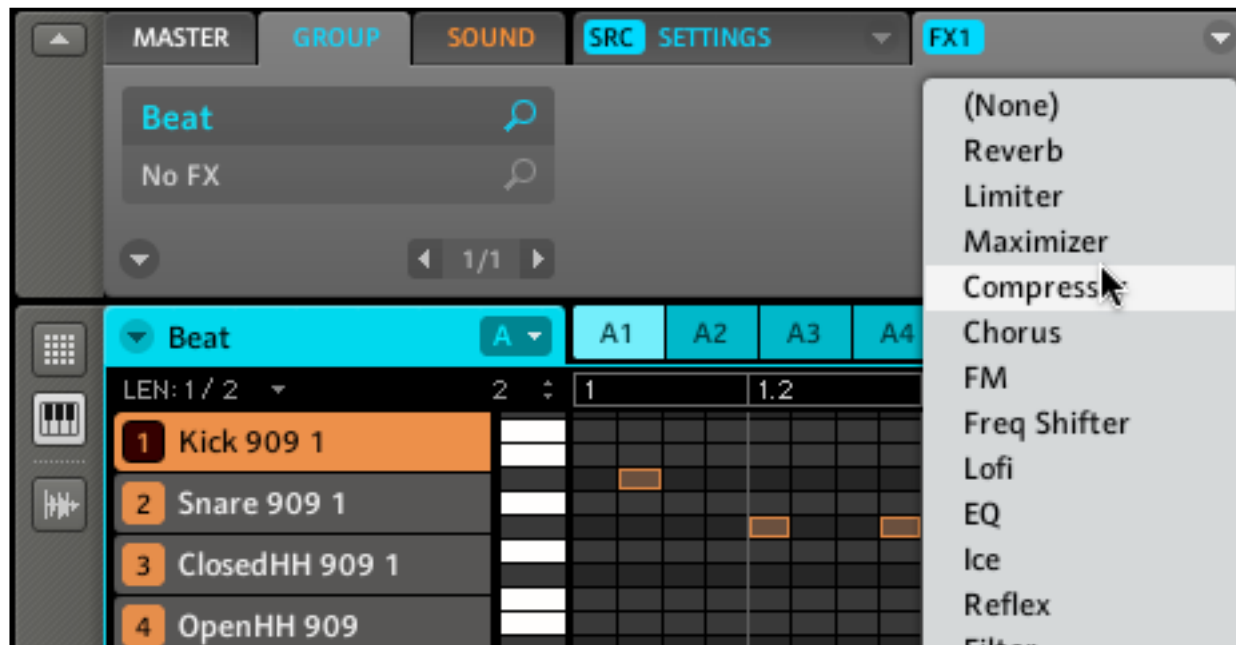 MASTER GROUP SOUND SRC SETTINGS FX1
Beat
No FX
1/1
(None)
Reverb
Limiter
Maximizer
Compressor
Chorus
FM
Freq Shifter
Lofi
EQ
Ice
Reflex
Filter
Beat A A1 A2 A3 A4
LEN: 1 / 2 2 1 1.2
1 Kick 909 1
2 Snare 909 1
3 ClosedHH 909 1
4 OpenHH 909